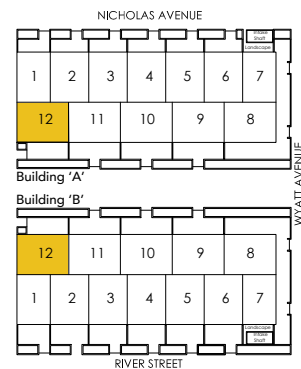 NICHOLAS AVENUE
Intake
Shaft
Landscape
1 2 3 4 5 6 7
12 11 10 9 8
Building ‘A’
WYATT AVENUE
Building ‘B’
12 11 10 9 8
1 2 3 4 5 6 7
Landscape
Intake
Shaft
RIVER STREET